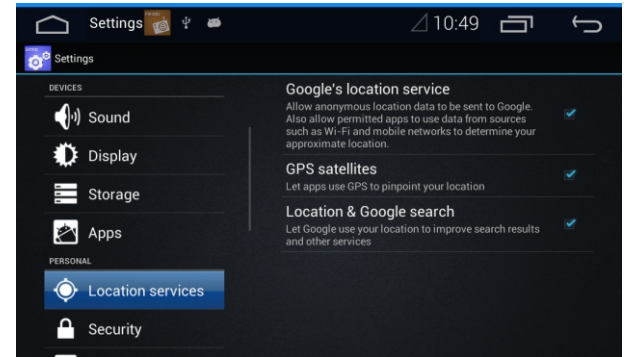 Settings
10:49
Settings
DEVICES
Sound
Display
Storage
Apps
PERSONAL
Location services
Security
Google's location service
Allow anonymous location data to be sent to Google.
Also allow permitted apps to use data from sources
such as Wi-Fi and mobile networks to determine your
approximate location.
GPS satellites
Let apps use GPS to pinpoint your location
Location & Google search
Let Google use your location to improve search results
and other services